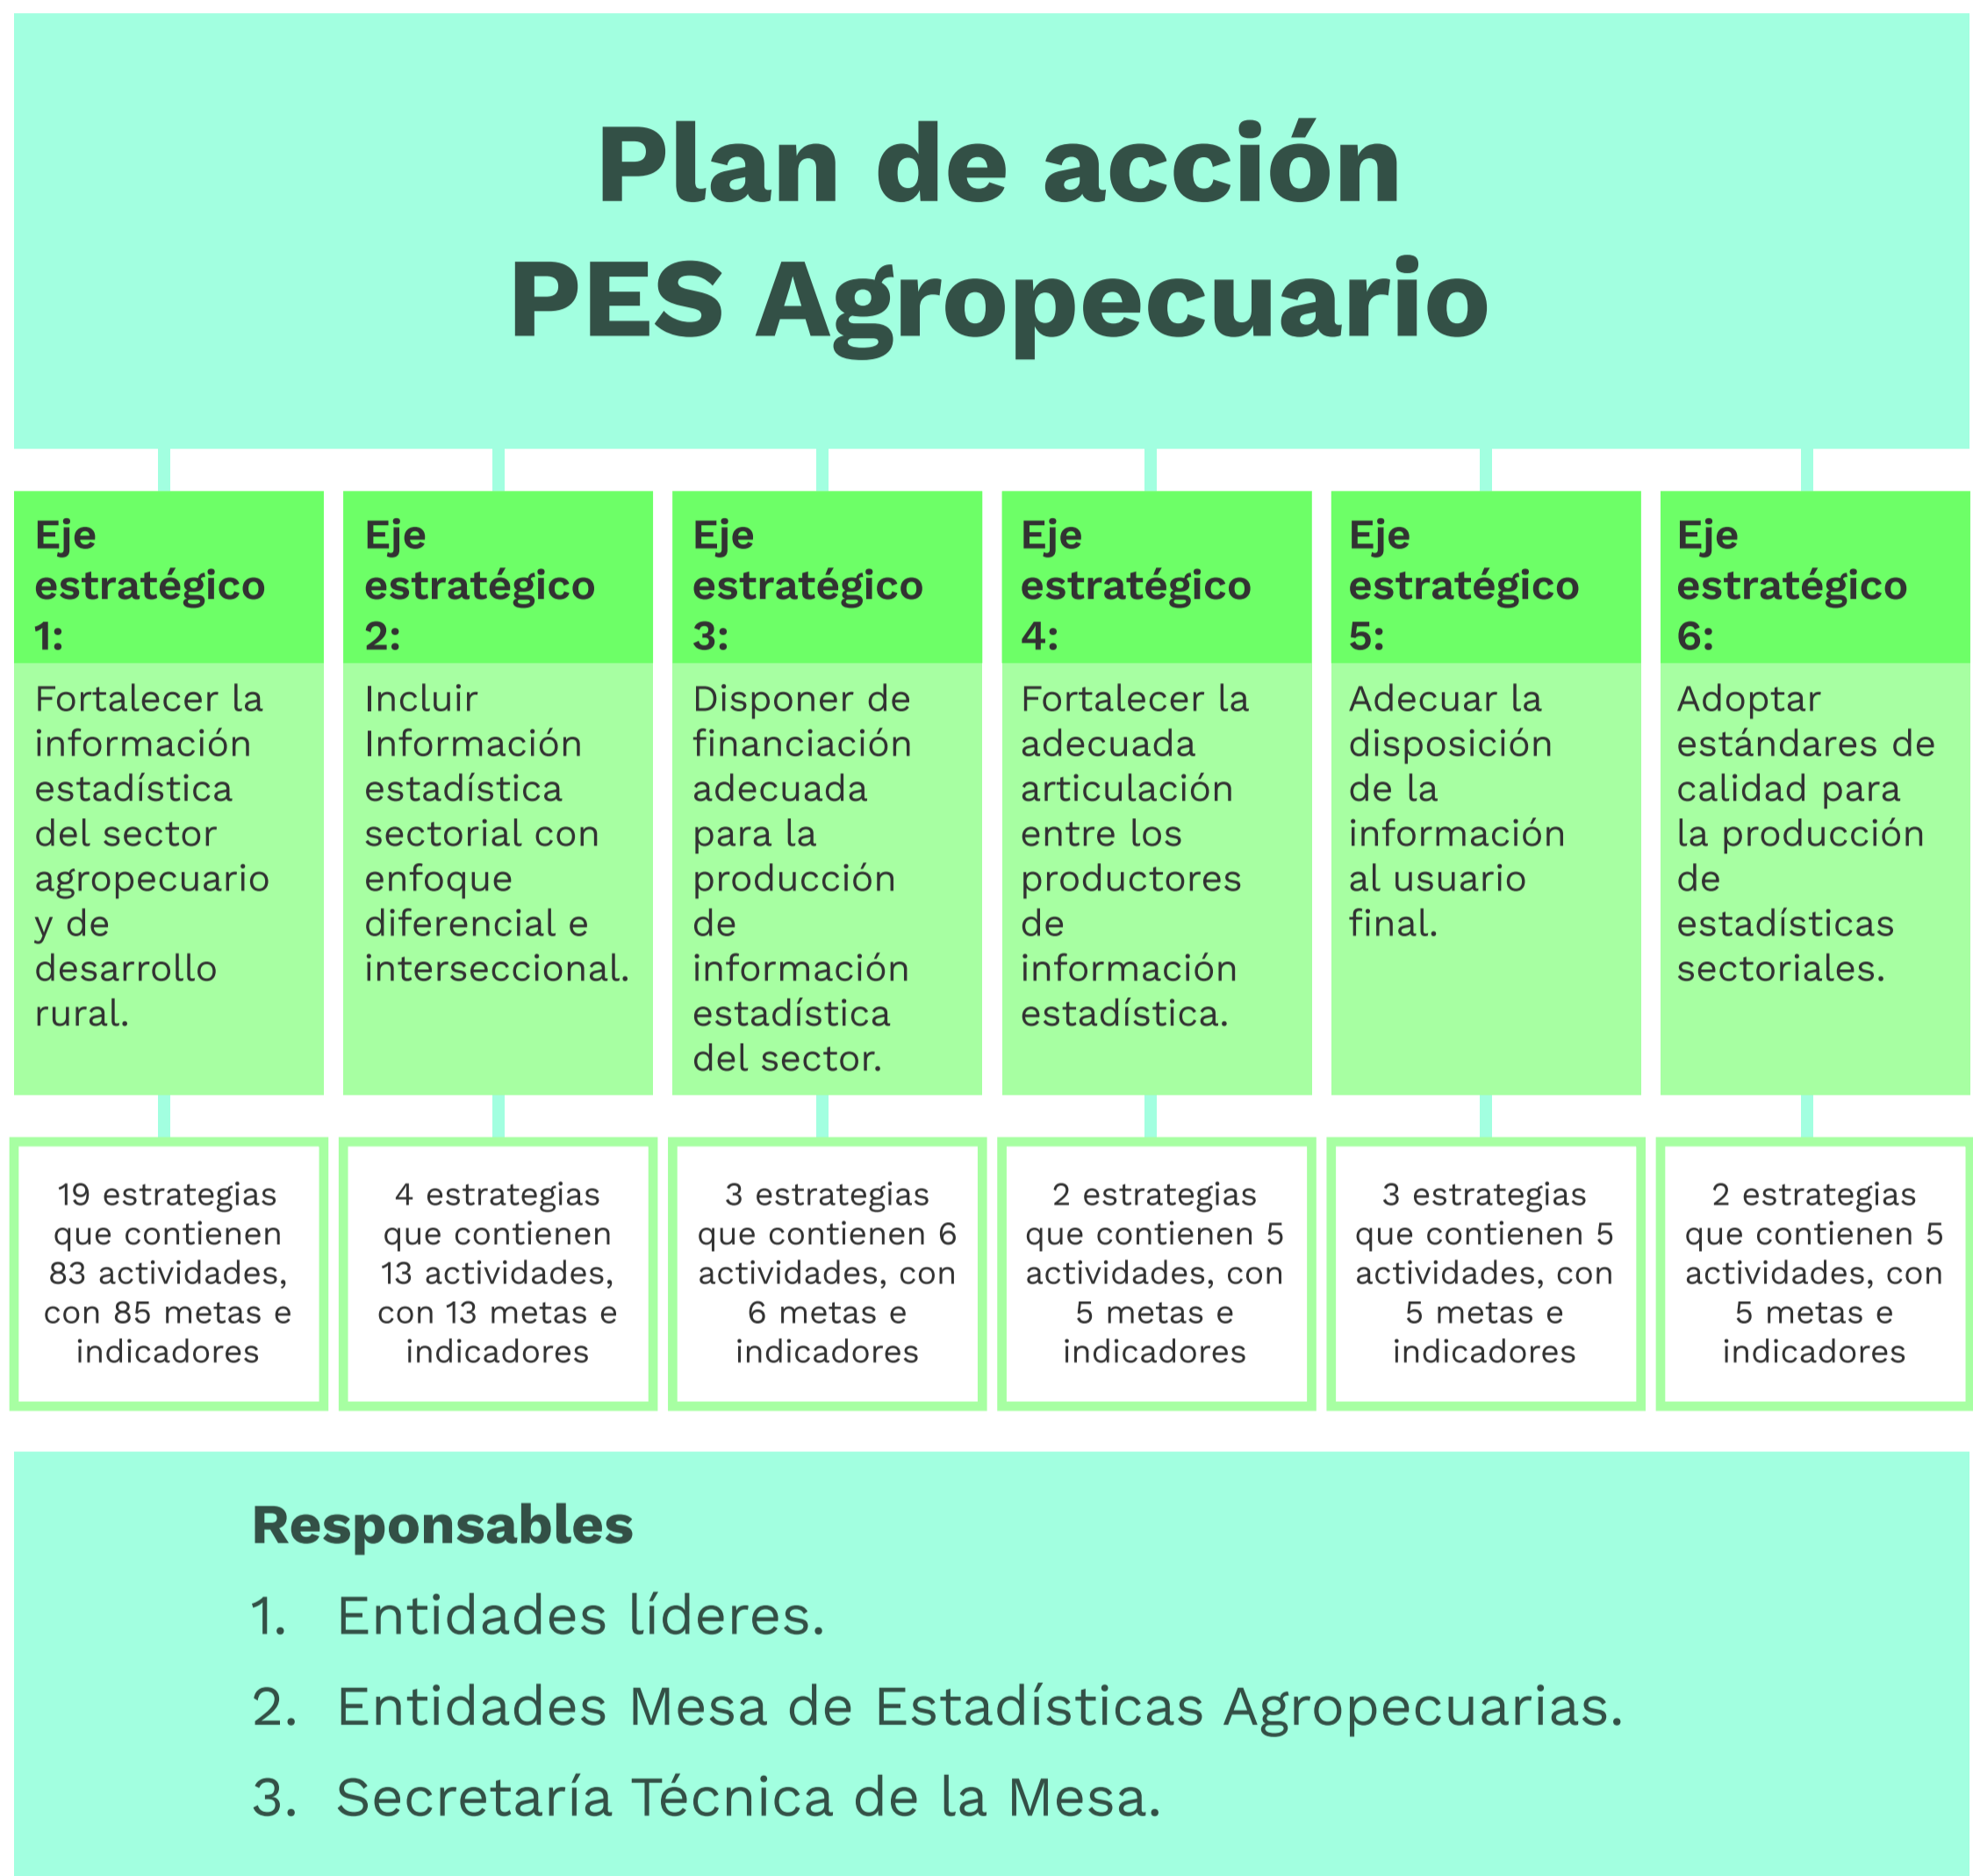 Plan de acción
PES Agropecuario
Eje
estratégico
1:
Fortalecer la
información
estadística
del sector
agropecuario
y de
desarrollo
rural.
19 estrategias
que contienen
83 actividades,
con 85 metas e
indicadores
Eje
estratégico
2:
Incluir
Información
estadística
sectorial con
enfoque
diferencial e
interseccional.
4 estrategias
que contienen
13 actividades,
con 13 metas e
indicadores
Eje
estratégico
3:
Disponer de
financiación
adecuada
para la
producción
de
información
estadística
del sector.
3 estrategias
que contienen 6
actividades, con
6 metas e
indicadores
Eje
estratégico
4:
Fortalecer la
adecuada
articulación
entre los
productores
de
información
estadística.
2 estrategias
que contienen 5
actividades, con
5 metas e
indicadores
Eje
estratégico
5:
Adecuar la
disposición
de la
información
al usuario
final.
3 estrategias
que contienen 5
actividades, con
5 metas e
indicadores
Eje
estratégico
6:
Adoptar
estándares de
calidad para
la producción
de
estadísticas
sectoriales.
2 estrategias
que contienen 5
actividades, con
5 metas e
indicadores
Responsables
1. Entidades líderes.
2. Entidades Mesa de Estadísticas Agropecuarias.
3. Secretaría Técnica de la Mesa.